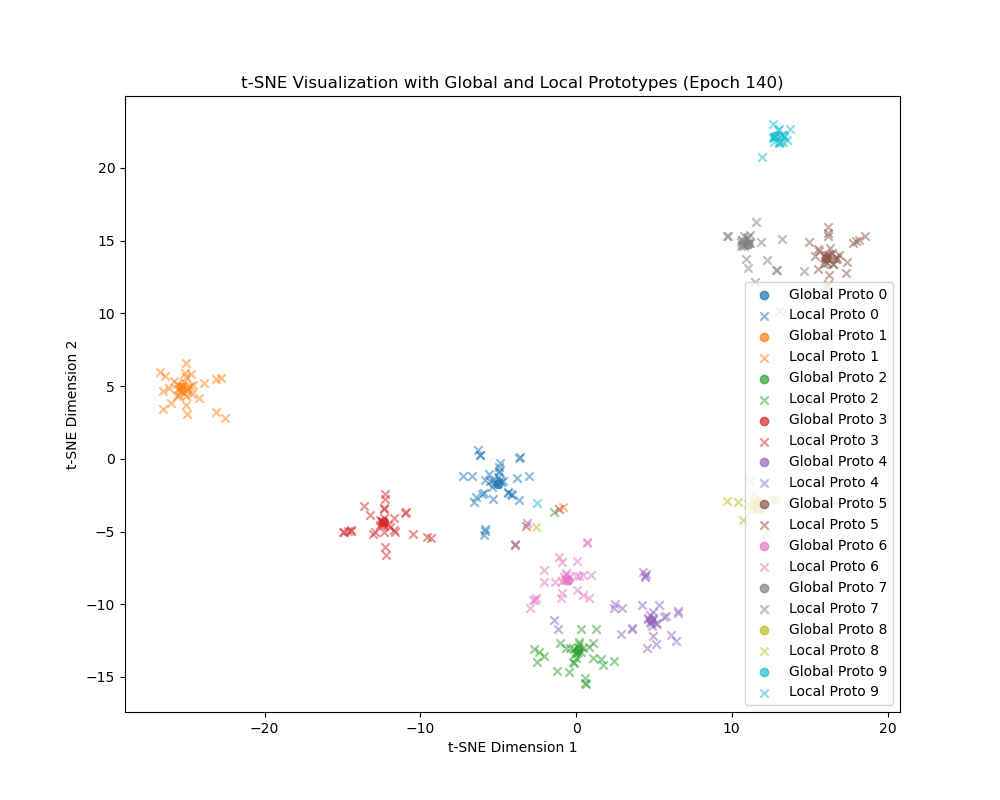 t-SNE Visualization with Global and Local Prototypes (Epoch 140)
t-SNE Dimension 2
20
15
10
5
0
−5
−10
−15
Global Proto 0
Local Proto 0
Global Proto 1
Local Proto 1
Global Proto 2
Local Proto 2
Global Proto 3
Local Proto 3
Global Proto 4
Local Proto 4
Global Proto 5
Local Proto 5
Global Proto 6
Local Proto 6
Global Proto 7
Local Proto 7
Global Proto 8
Local Proto 8
Global Proto 9
Local Proto 9
−20 −10 0 10 20
t-SNE Dimension 1